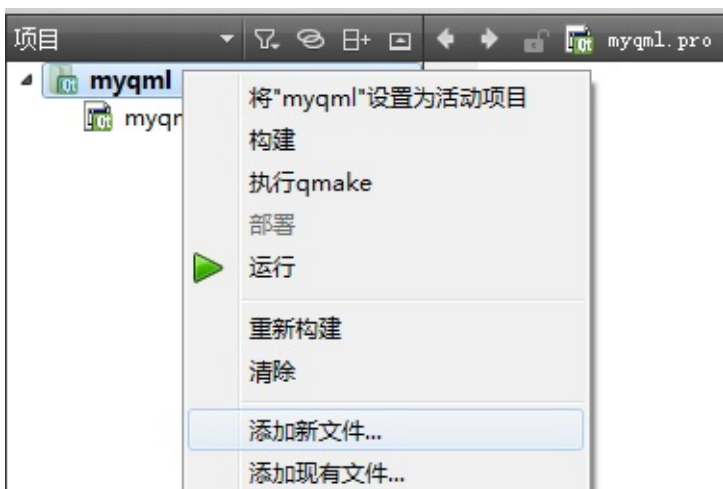 项目
myqml.pro
myqml
myqm
将"myqml"设置为活动项目
构建
执行qmake
部署
运行
重新构建
清除
添加新文件...
添加现有文件...